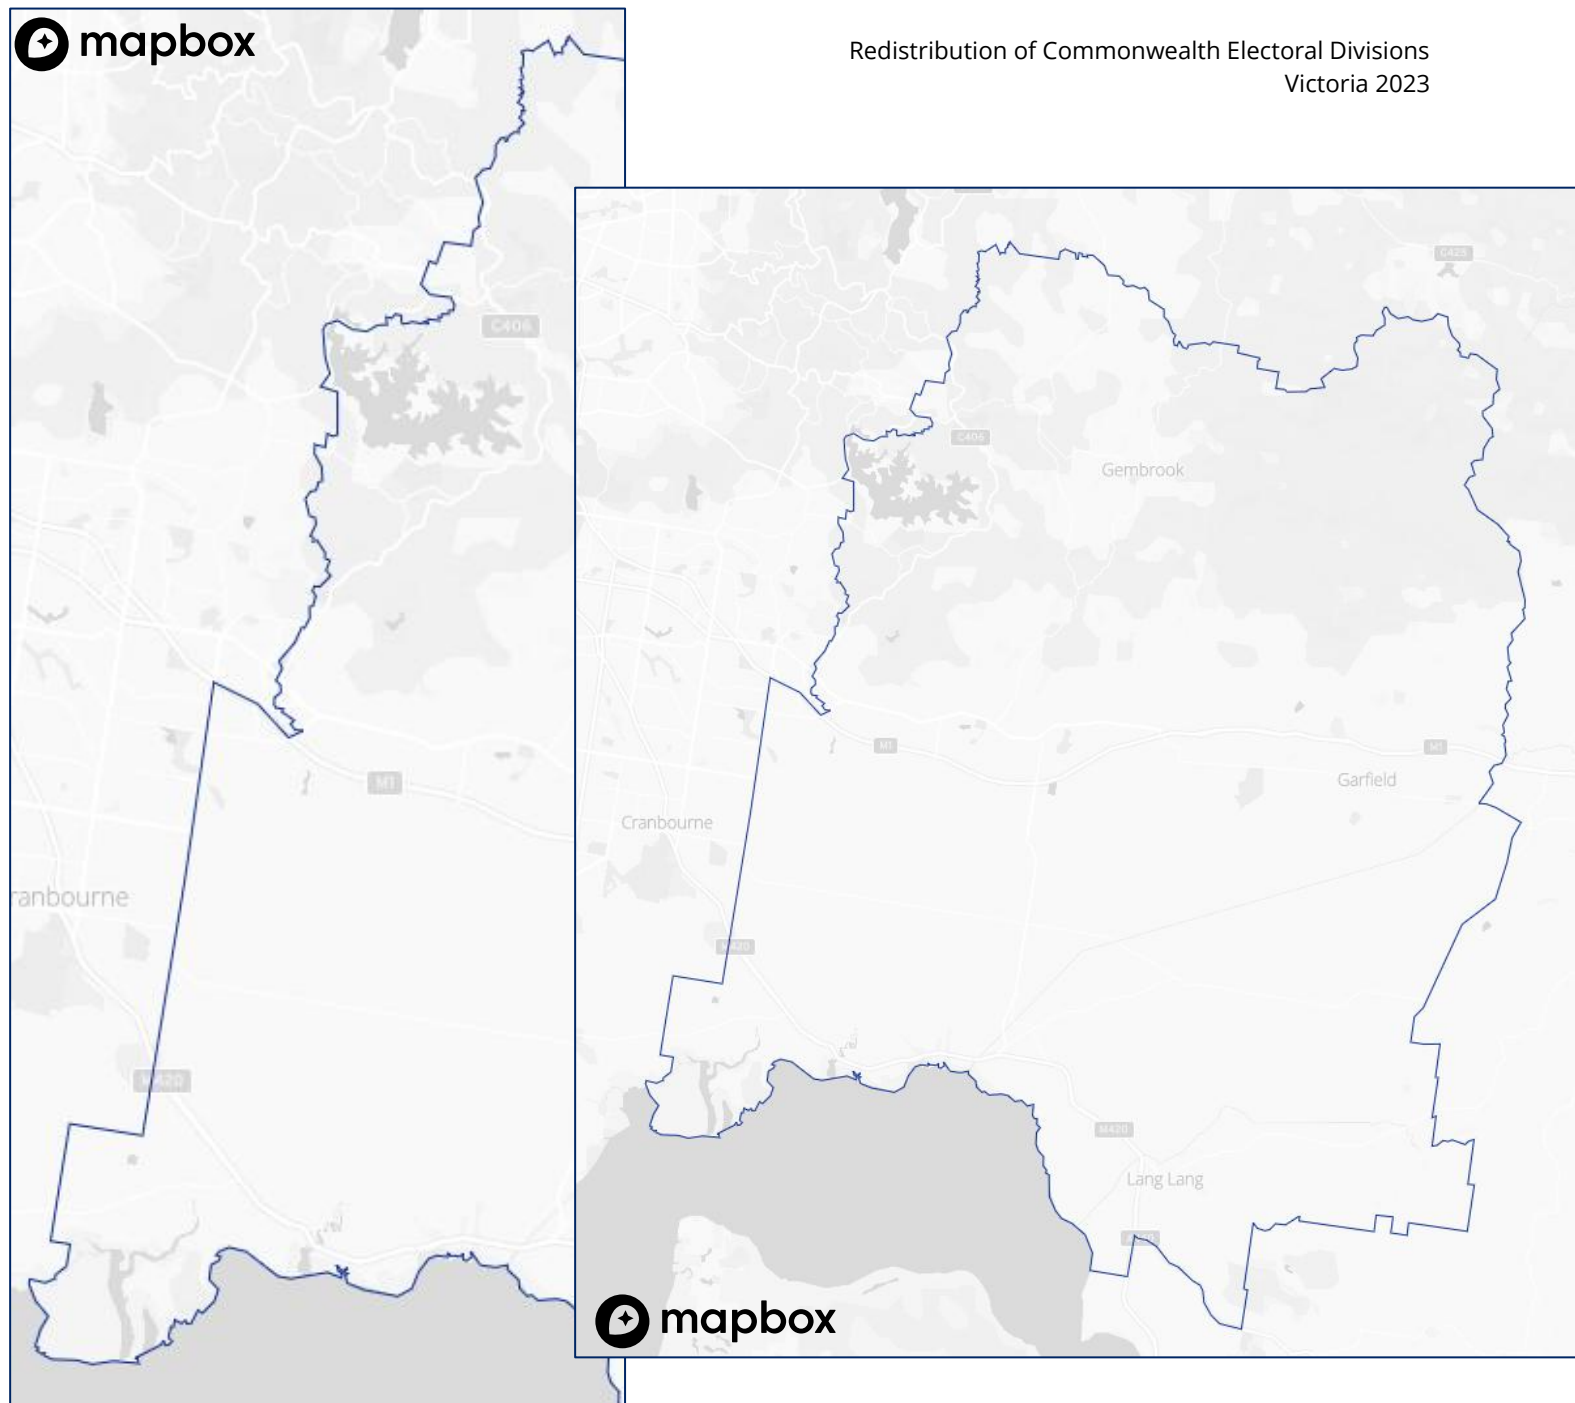 mapbox
Redistribution of Commonwealth Electoral Divisions
Victoria 2023
C406
M1
ranbourne
M420
C425
C406
Gembrook
M1
M1
Garfield
Cranbourne
M420
M420
Lang Lang
mapbox